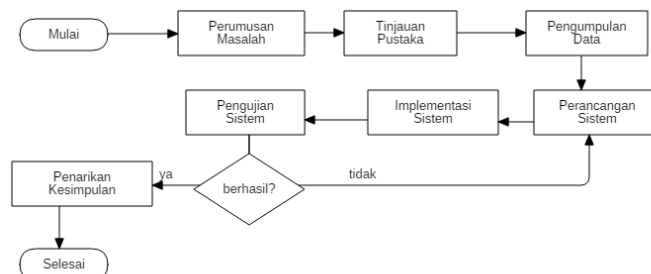 Mulai
Perumusan
Masalah
Tinjauan
Pustaka
Pengumpulan
Data
Pengujian
Sistem
Implementasi
Sistem
Perancangan
Sistem
Penarikan
Kesimpulan
ya
berhasil?
tidak
Selesai